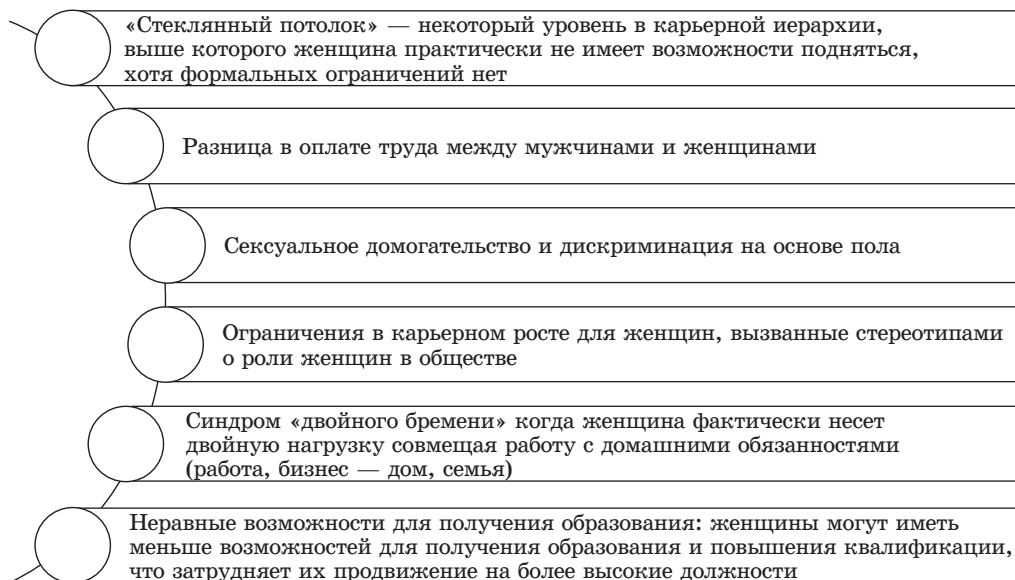 «Стеклянный потолок» — некоторый уровень в карьерной иерархии,
выше которого женщина практически не имеет возможности подняться,
хотя формальных ограничений нет
Разница в оплате труда между мужчинами и женщинами
Сексуальное домогательство и дискриминация на основе пола
Ограничения в карьерном росте для женщин, вызванные стереотипами
о роли женщин в обществе
Синдром «двойного бремени» когда женщина фактически несет
двойную нагрузку совмещая работу с домашними обязанностями
(работа, бизнес — дом, семья)
Неравные возможности для получения образования: женщины могут иметь
меньше возможностей для получения образования и повышения квалификации,
что затрудняет их продвижение на более высокие должности